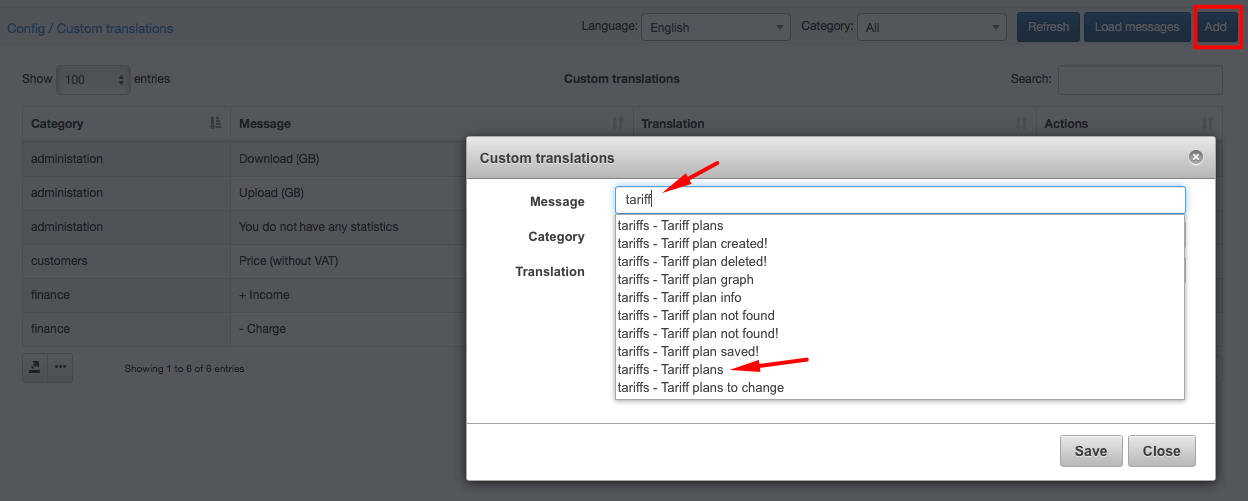 Config / Custom translations
Language: English Category: All Refresh Load messages Add
Show 100 entries Custom translations Search:
Category Message Translation Actions
administation Download (GB)
administation Upload (GB)
administation You do not have any statistics
customers Price (without VAT)
finance + Income
finance - Charge
Showing 1 to 6 of 6 entries
Custom translations
Message tariff
Category
Translation
tariffs - Tariff plans
tariffs - Tariff plan created!
tariffs - Tariff plan deleted!
tariffs - Tariff plan graph
tariffs - Tariff plan info
tariffs - Tariff plan not found
tariffs - Tariff plan not found!
tariffs - Tariff plan saved!
tariffs - Tariff plans
tariffs - Tariff plans to change
Save Close